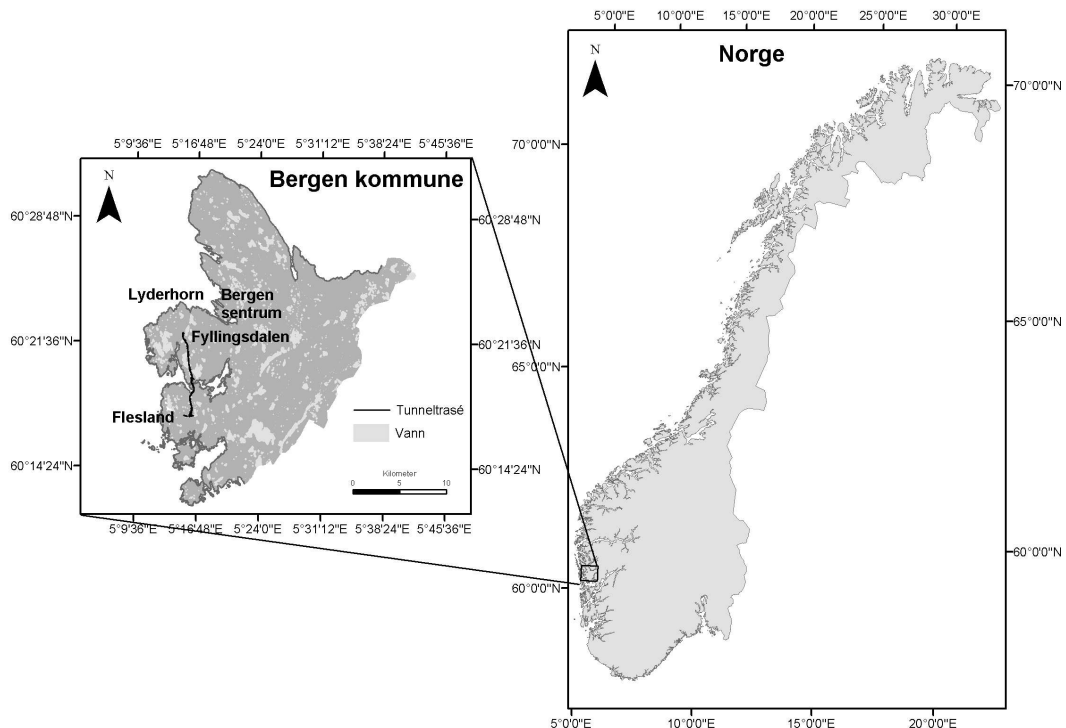 5°0'0"E 10°0'0"E 15°0'0"E 20°0'0"E 25°0'0"E 30°0'0"E
N
Norge
70°0'0"N
70°0'0"N
65°0'0"N
65°0'0"N
60°0'0"N
60°0'0"N
5°0'0"E 10°0'0"E 15°0'0"E 20°0'0"E
5°9'36"E 5°16'48"E 5°24'0"E 5°31'12"E 5°38'24"E 5°45'36"E
N
Bergen kommune
60°28'48"N
60°28'48"N
Lyderhorn
Bergen
sentrum
Fyllingsdalen
60°21'36"N
60°21'36"N
Flesland
Tunneltrasé
Vann
60°14'24"N
60°14'24"N
Kilometer
0 5 10
5°9'36"E 5°16'48"E 5°24'0"E 5°31'12"E 5°38'24"E 5°45'36"E